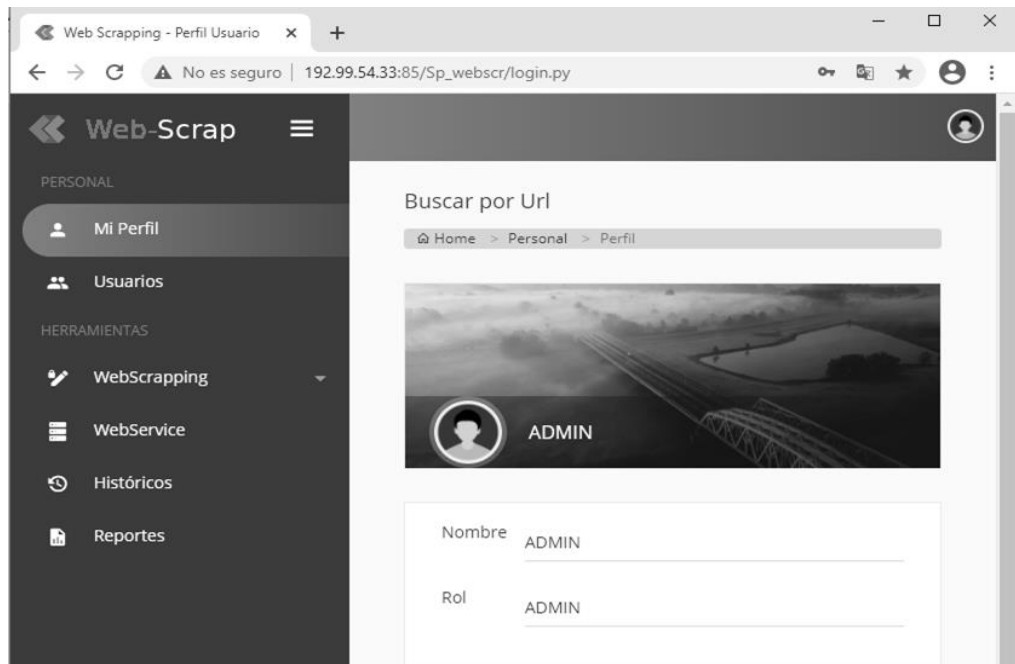 Web Scrapping - Perfil Usuario
No es seguro | 192.99.54.33:85/Sp_webscr/login.py
Web-Scrap
PERSONAL
Mi Perfil
Usuarios
HERRAMIENTAS
WebScrapping
WebService
Históricos
Reportes
Buscar por Url
Home > Personal > Perfil
ADMIN
Nombre ADMIN
Rol ADMIN